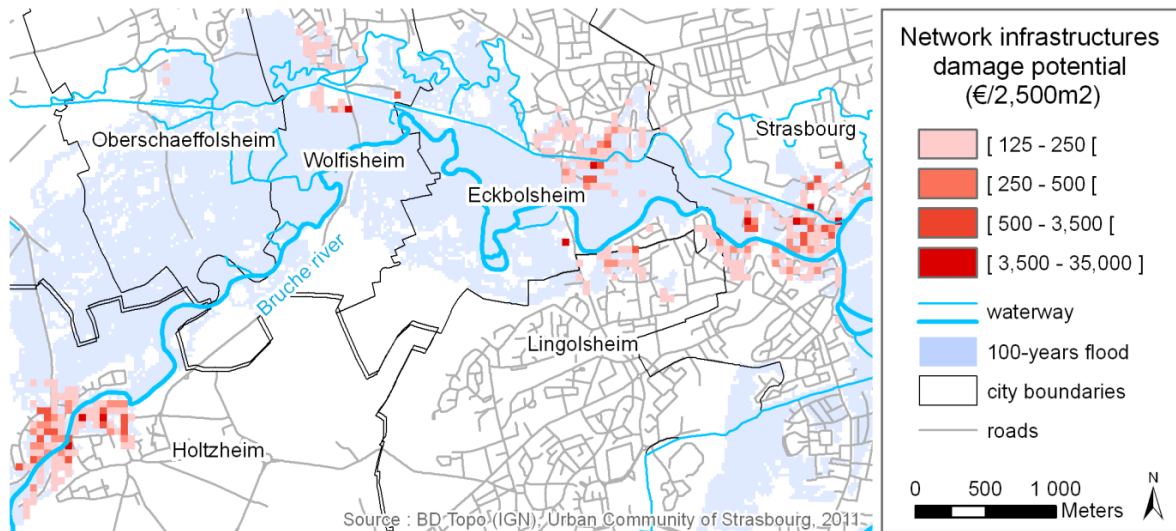 Oberschaeffolsheim
Wolfisheim
Eckbolsheim
Strasbourg
Bruche river
Lingolsheim
Holtzheim
Source : BD Topo (IGN), Urban Community of Strasbourg, 2011
Network infrastructures
damage potential
(€/2,500m2)
[ 125 - 250 [
[ 250 - 500 [
[ 500 - 3,500 [
[ 3,500 - 35,000 ]
waterway
100-years flood
city boundaries
roads
0 500 1 000
Meters
N